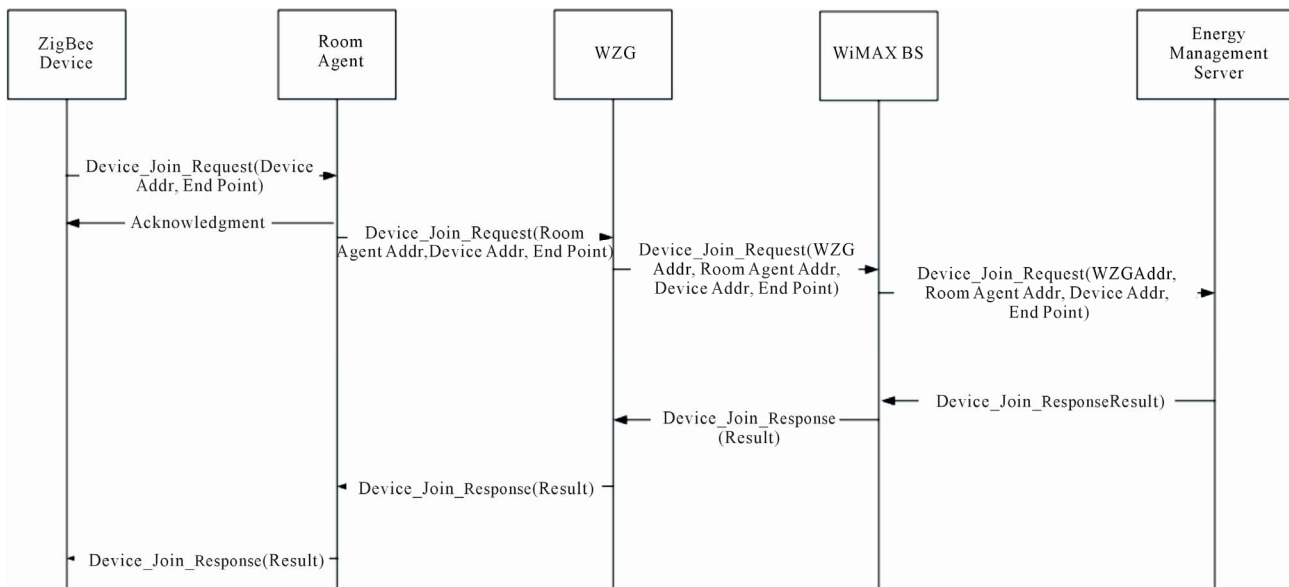 ZigBee
Device
Room
Agent
WZG
WiMAX BS
Energy
Management
Server
Device_Join_Request(Device
Addr, End Point)
Acknowledgment
Device_Join_Request(Room
Agent Addr,Device Addr, End Point)
Device_Join_Request(WZG
Addr, Room Agent Addr,
Device Addr, End Point)
Device_Join_Request(WZGAddr,
Room Agent Addr, Device Addr,
End Point)
Device_Join_ResponseResult)
Device_Join_Response
(Result)
Device_Join_Response(Result)
Device_Join_Response(Result)